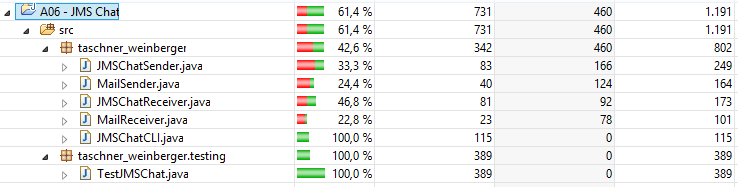 A06 - JMS Chat 61,4 % 731 460 1.191
src 61,4 % 731 460 1.191
taschner_weinberger 42,6 % 342 460 802
JMSChatSender.java 33,3 % 83 166 249
MailSender.java 24,4 % 40 124 164
JMSChatReceiver.java 46,8 % 81 92 173
MailReceiver.java 22,8 % 23 78 101
JMSChatCLI.java 100,0 % 115 0 115
taschner_weinberger.testing 100,0 % 389 0 389
TestJMSChat.java 100,0 % 389 0 389